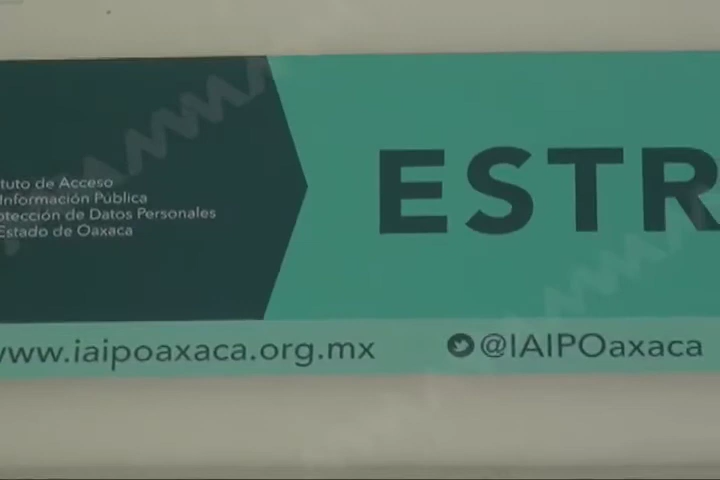 tuto de Acceso
Información Pública
otección de Datos Personales
Estado de Oaxaca
ESTR
www.iaipoaxaca.org.mx
@IAIPOaxaca